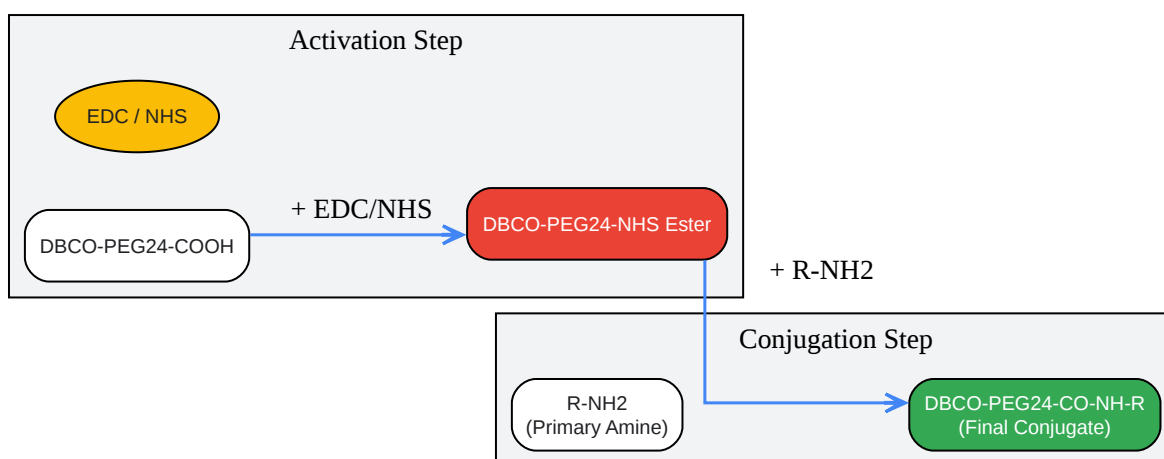 Activation Step
EDC / NHS
+ EDC/NHS
DBCO-PEG24-COOH
DBCO-PEG24-NHS Ester
+ R-NH2
Conjugation Step
R-NH2
(Primary Amine)
DBCO-PEG24-CO-NH-R
(Final Conjugate)